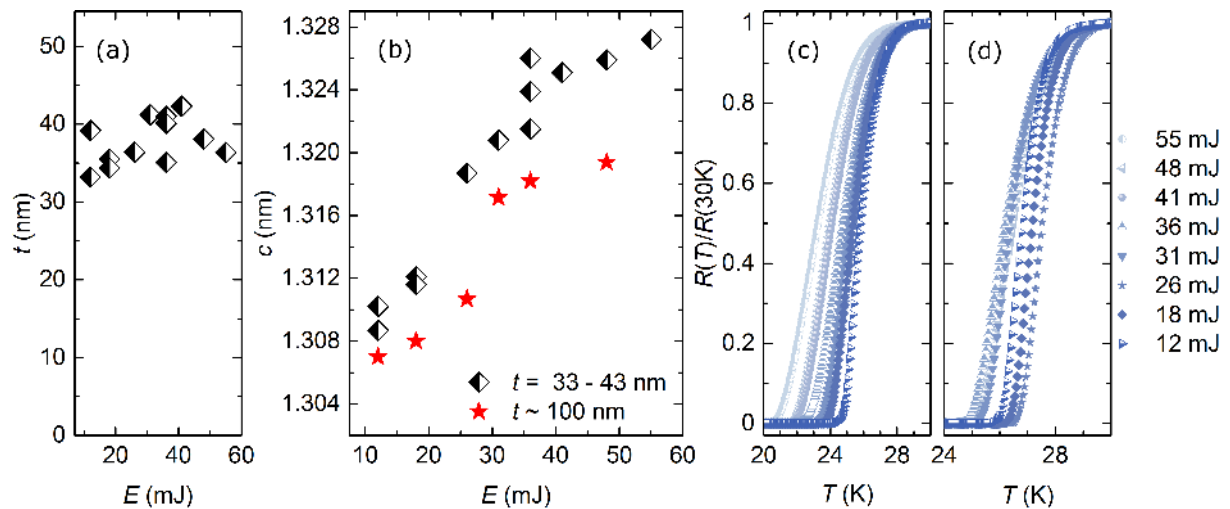 (a)
50
40
30
20
10
0
t (nm)
0
20
40
60
E (mJ)
(b)
1.328
1.324
1.320
1.316
1.312
1.308
1.304
c (nm)
t = 33 - 43 nm
t ~ 100 nm
10
20
30
40
50
60
E (mJ)
(c)
1
0.8
0.6
0.4
0.2
0
R(T)/R(30K)
20
24
28
T (K)
(d)
24
28
T (K)
55 mJ
48 mJ
41 mJ
36 mJ
31 mJ
26 mJ
18 mJ
12 mJ